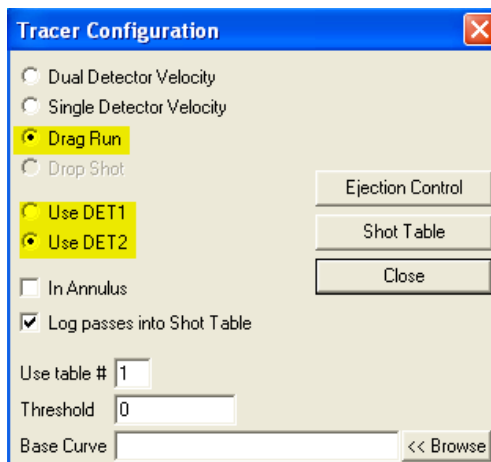 Tracer Configuration
Dual Detector Velocity
Single Detector Velocity
Drag Run
Drop Shot
Ejection Control
Use DET1
Shot Table
Use DET2
Close
In Annulus
Log passes into Shot Table
Use table # 1
Threshold 0
Base Curve << Browse